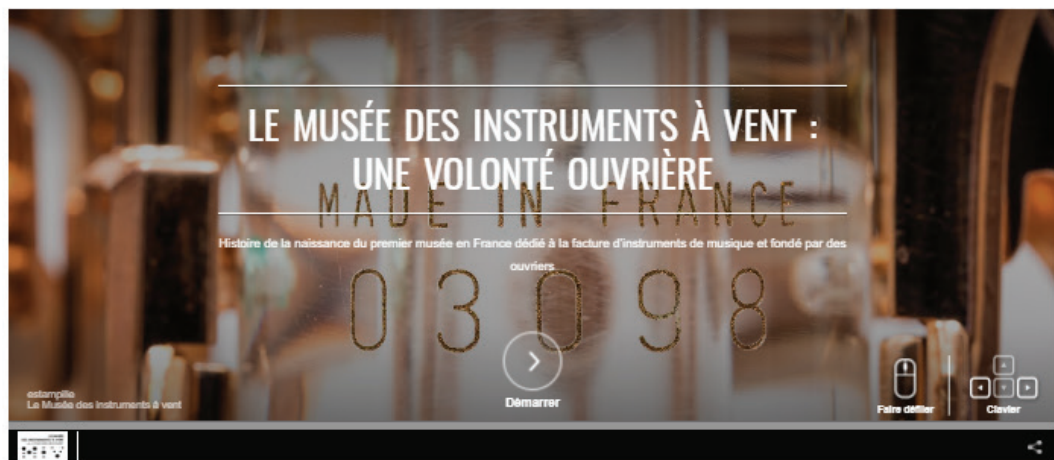 LE MUSÉE DES INSTRUMENTS À VENT :
UNE VOLONTÉ OUVRIÈRE
MADE IN FRANCE
Histoire de la naissance du premier musée en France dédié à la facture d'instruments de musique et fondé par des
ouvriers
03098
Démarrer
estampille
Le Musée des instruments à vent
Faire défiler
Clavier